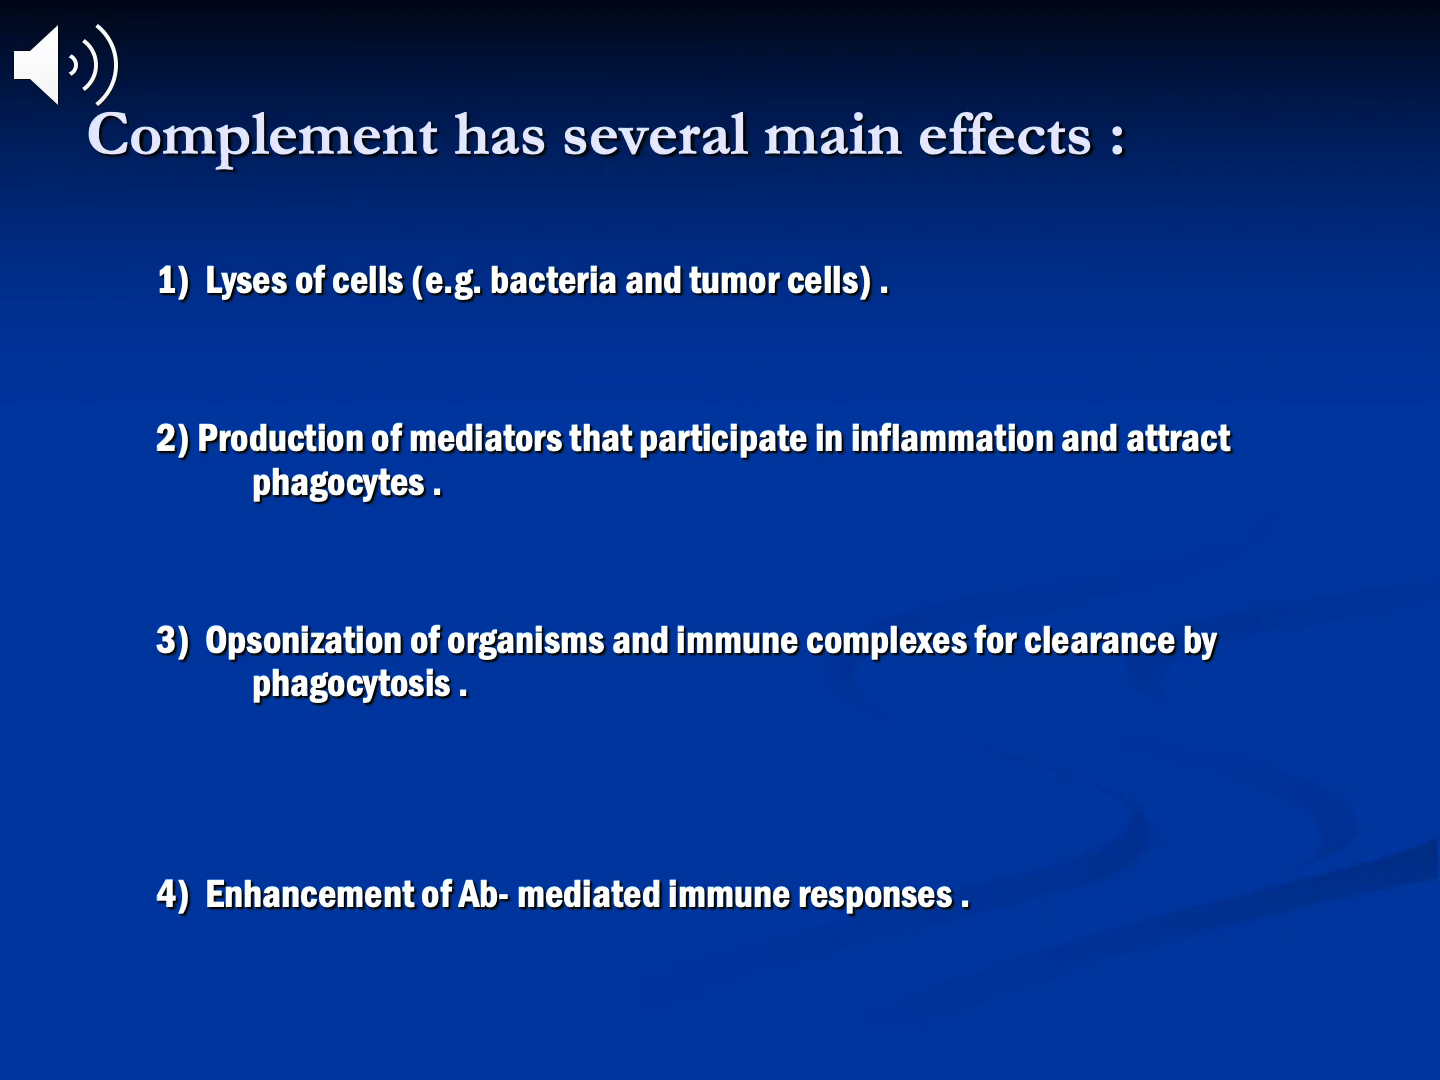 Complement has several main effects :
1) Lyses of cells (e.g. bacteria and tumor cells) .
2) Production of mediators that participate in inflammation and attract
phagocytes .
3) Opsonization of organisms and immune complexes for clearance by
phagocytosis .
4) Enhancement of Ab- mediated immune responses .